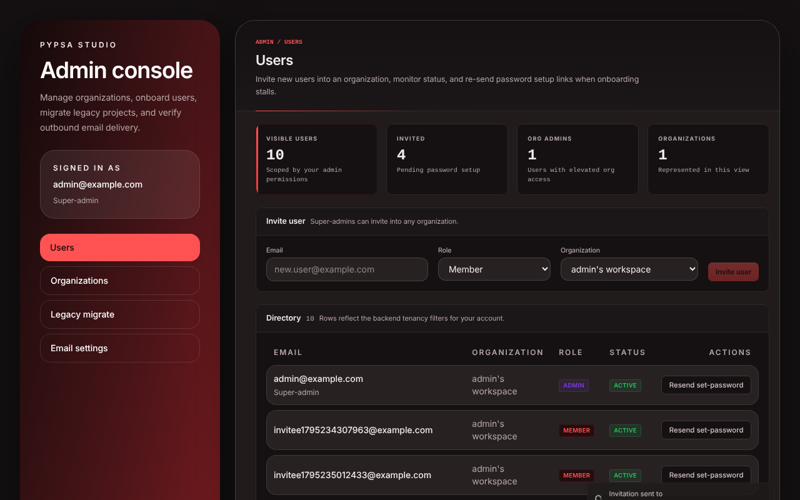 PYPSA STUDIO
Admin console
Manage organizations, onboard users,
migrate legacy projects, and verify
outbound email delivery.
SIGNED IN AS
admin@example.com
Super-admin
Users
Organizations
Legacy migrate
Email settings
ADMIN / USERS
Users
Invite new users into an organization, monitor status, and re-send password setup links when onboarding
stalls.
VISIBLE USERS
10
Scoped by your admin
permissions
INVITED
4
Pending password setup
ORG ADMINS
1
Users with elevated org
access
ORGANIZATIONS
1
Represented in this view
Invite user Super-admins can invite into any organization.
Email Role Organization
new.user@example.com Member admin's workspace Invite user
Directory 10 Rows reflect the backend tenancy filters for your account.
EMAIL ORGANIZATION ROLE STATUS ACTIONS
admin@example.com
Super-admin
admin's
workspace
ADMIN ACTIVE Resend set-password
invitee1795234307963@example.com
admin's
workspace
MEMBER ACTIVE Resend set-password
invitee1795235012433@example.com
admin's
workspace
MEMBER ACTIVE Resend set-password
Invitation sent to